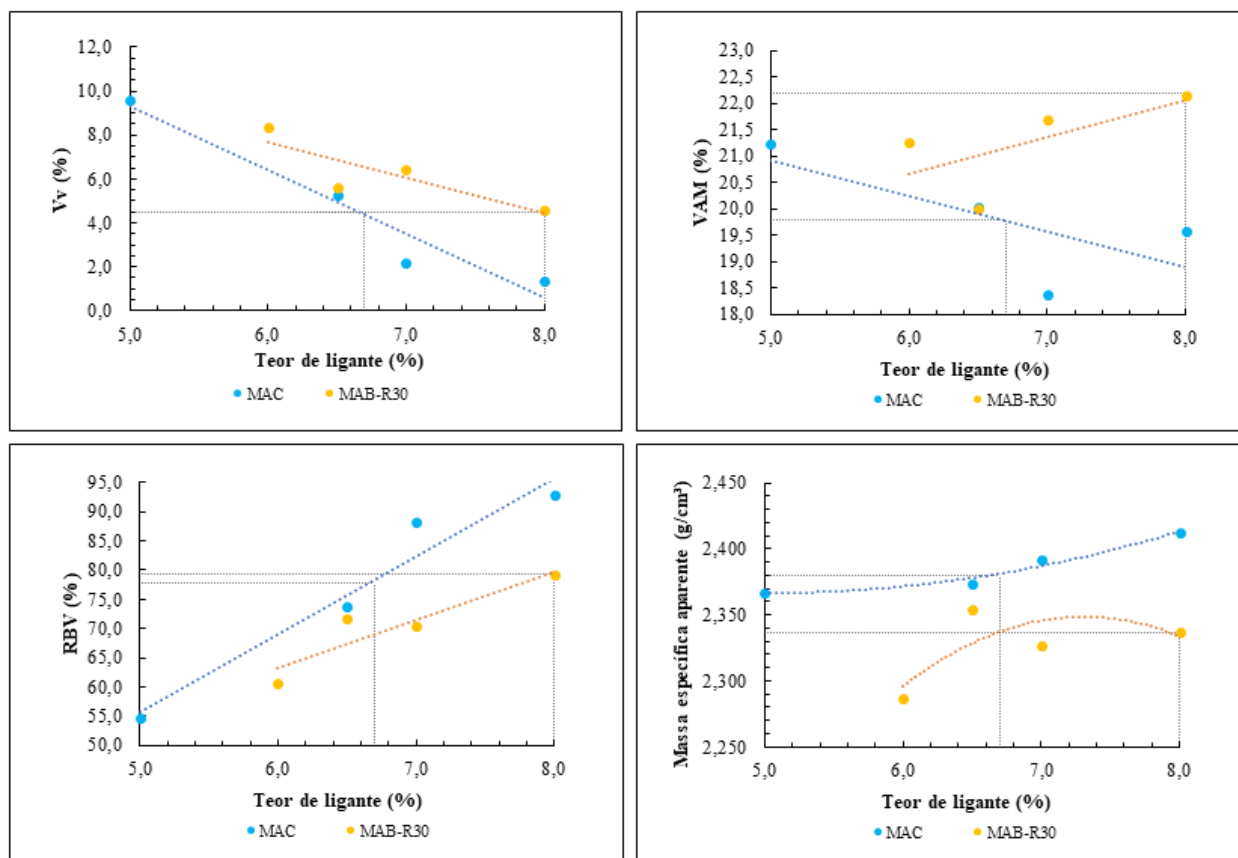 Vv (%)
12,0
10,0
8,0
6,0
4,0
2,0
0,0
5,0 6,0 7,0 8,0
Teor de ligante (%)
MAC MAB-R30
VAM (%)
23,0
22,5
22,0
21,5
21,0
20,5
20,0
19,5
19,0
18,5
18,0
5,0 6,0 7,0 8,0
Teor de ligante (%)
MAC MAB-R30
RBV (%)
95,0
90,0
85,0
80,0
75,0
70,0
65,0
60,0
55,0
50,0
5,0 6,0 7,0 8,0
Teor de ligante (%)
MAC MAB-R30
Massa específica aparente (g/cm³)
2,450
2,400
2,350
2,300
2,250
5,0 6,0 7,0 8,0
Teor de ligante (%)
MAC MAB-R30